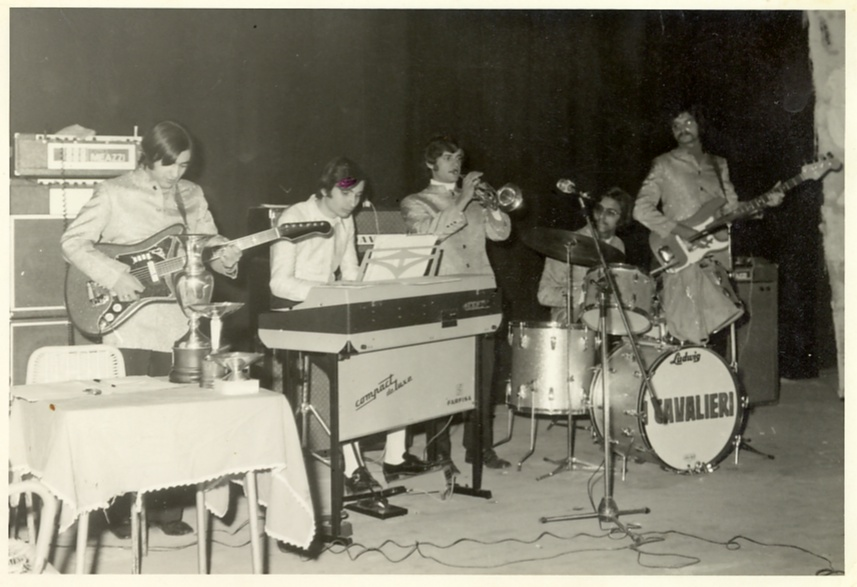 MEAZZI
compact
de luxe
FARFISA
Ludwig
CAVALIERI